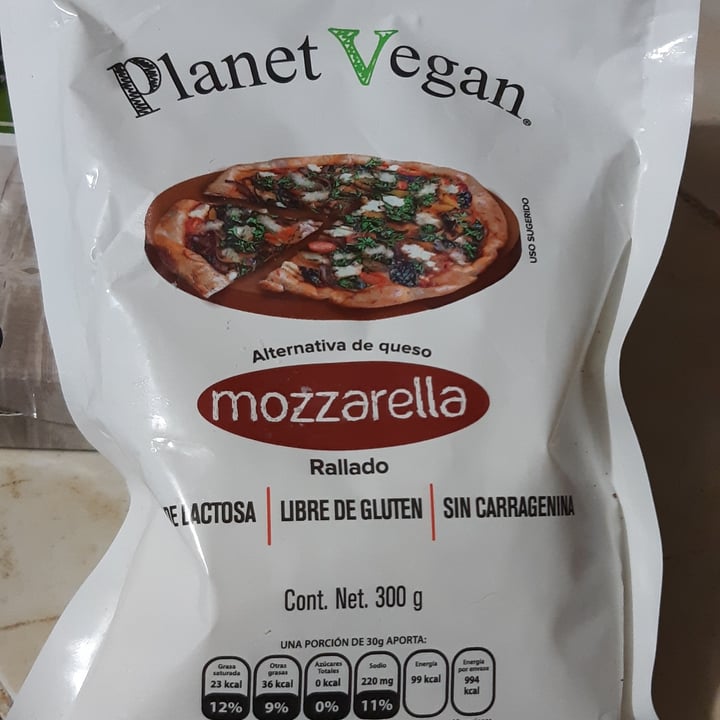 Planet Vegan®
USO SUGERIDO
Alternativa de queso
mozzarella
Rallado
DE LACTOSA | LIBRE DE GLUTEN | SIN CARRAGENINA
Cont. Net. 300 g
UNA PORCIÓN DE 30g APORTA:
Grasa saturada 23 kcal 12%
Otras grasas 36 kcal 9%
Azúcares Totales 0 kcal 0%
Sodio 220 mg 11%
Energía 99 kcal
Energía por envase 994 kcal